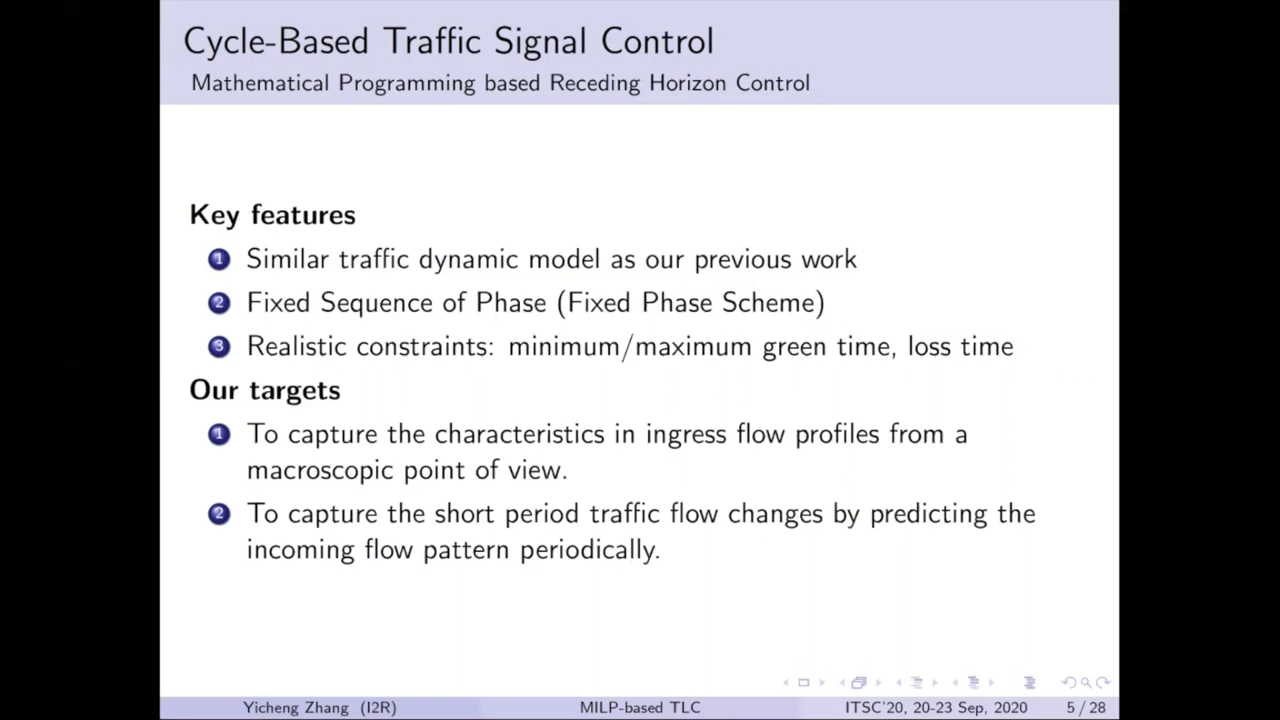 Cycle-Based Traffic Signal Control
Mathematical Programming based Receding Horizon Control
Key features
1 Similar traffic dynamic model as our previous work
2 Fixed Sequence of Phase (Fixed Phase Scheme)
3 Realistic constraints: minimum/maximum green time, loss time
Our targets
1 To capture the characteristics in ingress flow profiles from a
macroscopic point of view.
2 To capture the short period traffic flow changes by predicting the
incoming flow pattern periodically.
Yicheng Zhang (I2R) MILP-based TLC ITSC'20, 20-23 Sep, 2020 5 / 28